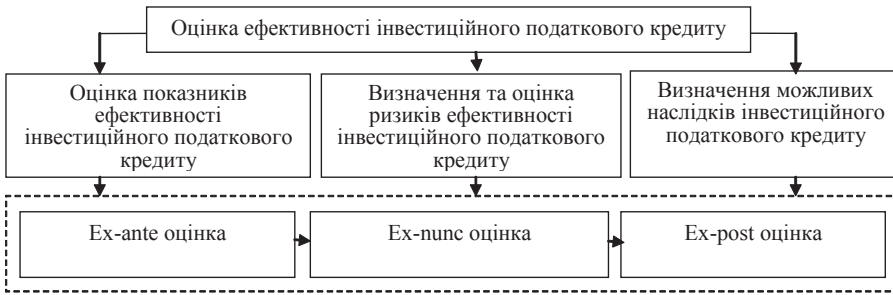 Оцінка ефективності інвестиційного податкового кредиту
Оцінка показників
ефективності
інвестиційного податкового
кредиту
Визначення та оцінка
ризиків ефективності
інвестиційного податкового
кредиту
Визначення можливих
наслідків інвестиційного
податкового кредиту
Ex-ante оцінка
Ex-nunc оцінка
Ex-post оцінка